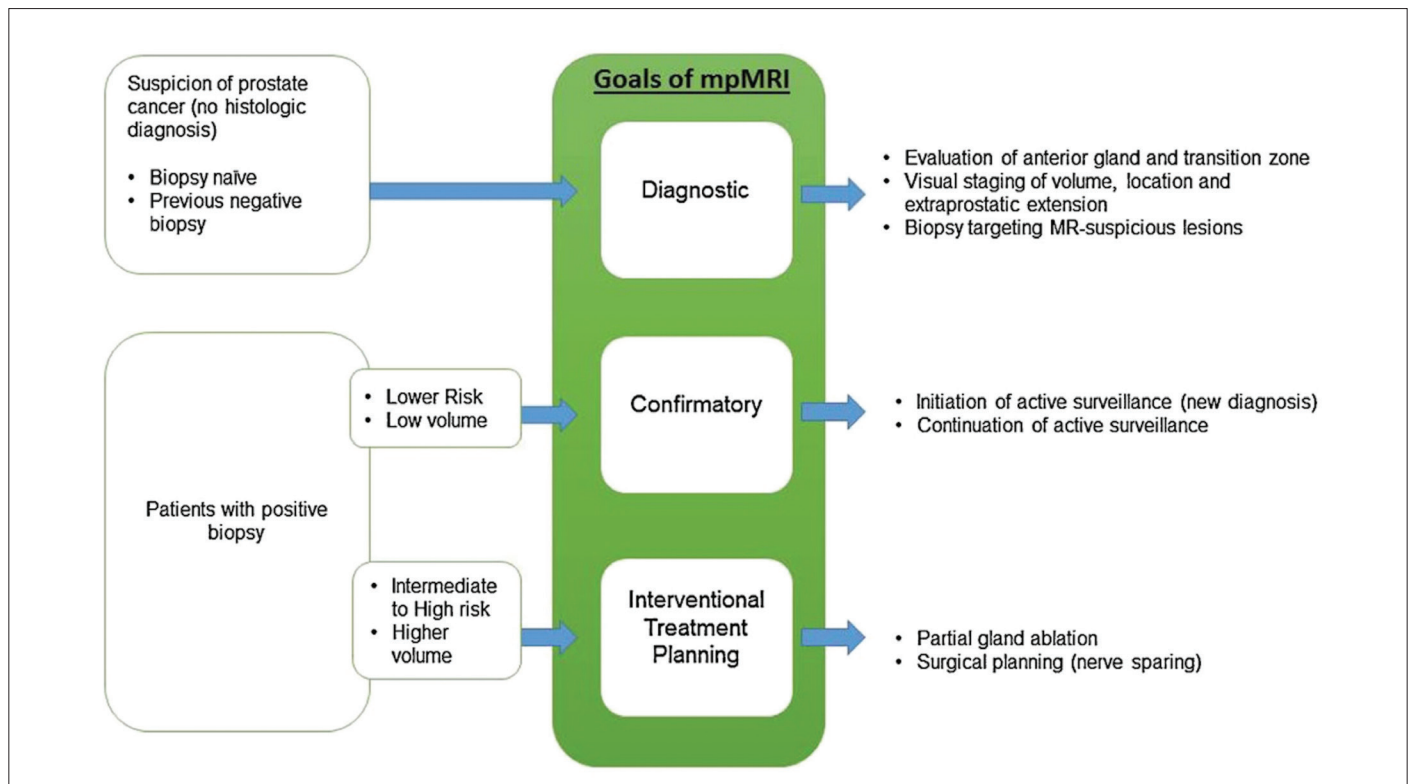 Goals of mpMRI
Suspicion of prostate
cancer (no histologic
diagnosis)
• Biopsy naïve
• Previous negative
biopsy
Diagnostic
• Evaluation of anterior gland and transition zone
• Visual staging of volume, location and
extraprostatic extension
• Biopsy targeting MR-suspicious lesions
Patients with positive
biopsy
• Lower Risk
• Low volume
Confirmatory
• Initiation of active surveillance (new diagnosis)
• Continuation of active surveillance
• Intermediate
to High risk
• Higher
volume
Interventional
Treatment
Planning
• Partial gland ablation
• Surgical planning (nerve sparing)